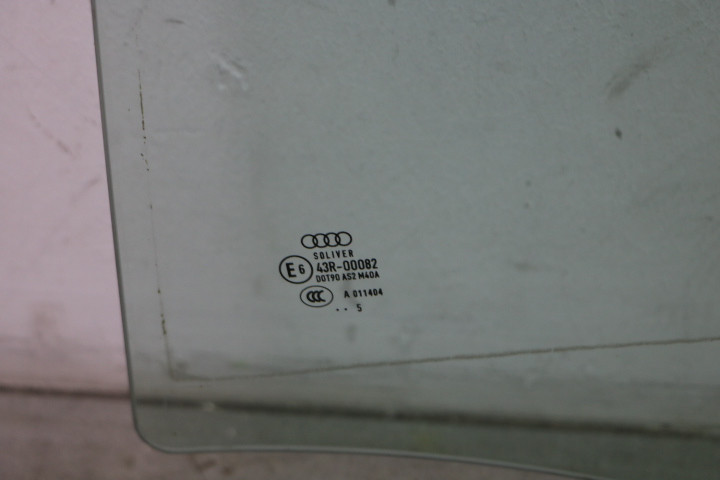 SOLIVER
E6 43R-00082
DOT90 AS2 M40A
CCC A 011404
.. 5